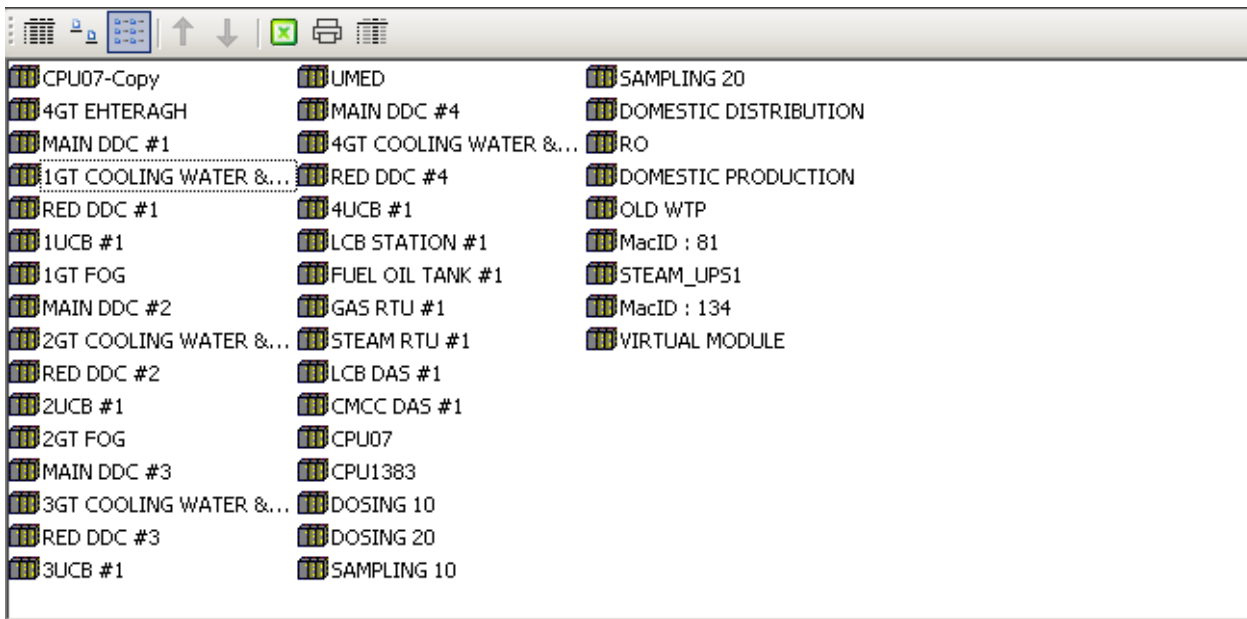 CPU07-Copy
4GT EHTERAGH
MAIN DDC #1
1GT COOLING WATER &...
RED DDC #1
1UCB #1
1GT FOG
MAIN DDC #2
2GT COOLING WATER &...
RED DDC #2
2UCB #1
2GT FOG
MAIN DDC #3
3GT COOLING WATER &...
RED DDC #3
3UCB #1
UMED
MAIN DDC #4
4GT COOLING WATER &...
RED DDC #4
4UCB #1
LCB STATION #1
FUEL OIL TANK #1
GAS RTU #1
STEAM RTU #1
LCB DAS #1
CMCC DAS #1
CPU07
CPU1383
DOSING 10
DOSING 20
SAMPLING 10
SAMPLING 20
DOMESTIC DISTRIBUTION
RO
DOMESTIC PRODUCTION
OLD WTP
MacID : 81
STEAM_UPS1
MacID : 134
VIRTUAL MODULE